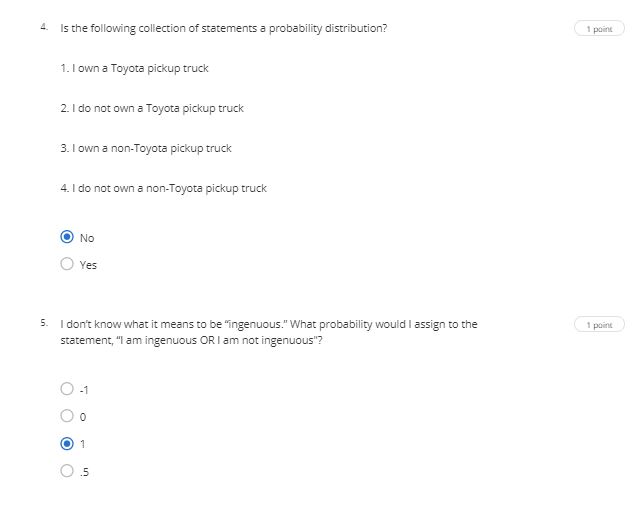 4. Is the following collection of statements a probability distribution?
1 point
1. I own a Toyota pickup truck
2. I do not own a Toyota pickup truck
3. I own a non-Toyota pickup truck
4. I do not own a non-Toyota pickup truck
No
Yes
5. I don't know what it means to be "ingenuous." What probability would I assign to the
1 point
statement, "I am ingenuous OR I am not ingenuous"?
-1
0
1
.5